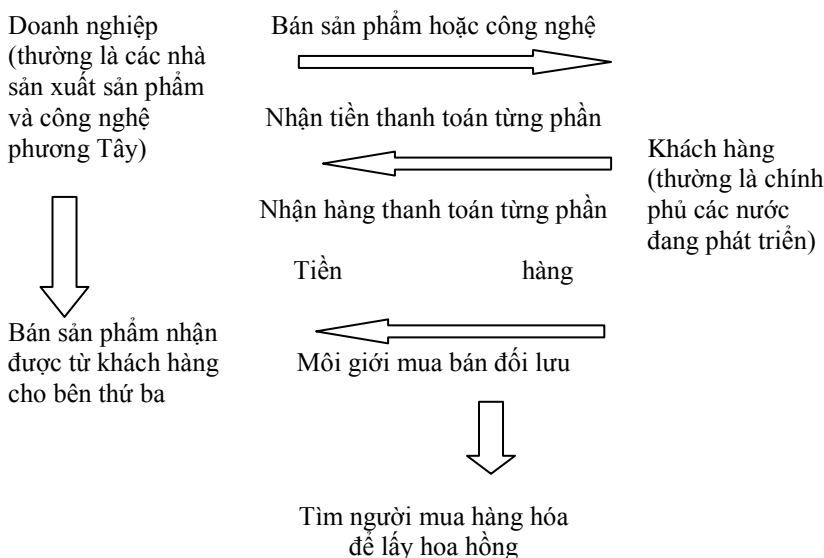 Doanh nghiệp
(thường là các nhà
sản xuất sản phẩm
và công nghệ
phương Tây)
Bán sản phẩm hoặc công nghệ
Nhận tiền thanh toán từng phần
Nhận hàng thanh toán từng phần
Khách hàng
(thường là chính
phủ các nước
đang phát triển)
Tiền hàng
Bán sản phẩm nhận
được từ khách hàng
cho bên thứ ba
Môi giới mua bán đối lưu
Tìm người mua hàng hóa
để lấy hoa hồng